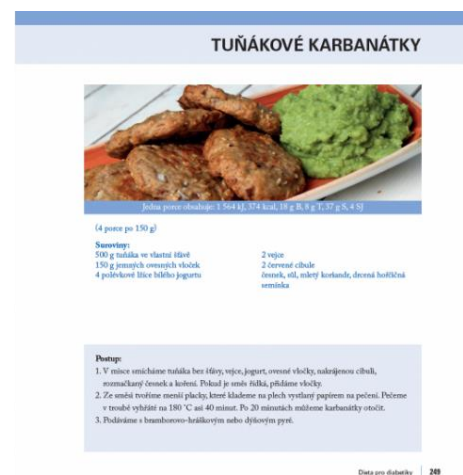 TUŇÁKOVÉ KARBANÁTKY
Jedna porce obsahuje: 1 564 kJ, 374 kcal, 18 g B, 8 g T, 57 g S, 4 SJ
(4 porce po 150 g)
Suroviny:
500 g tuňáka ve vlastní šťávě
150 g jemných ovesných vloček
4 polévkové lžíce bílého jogurtu
2 vejce
2 červené cibule
česnek, sůl, mletý koriandr, drcená hořčičná
semínka
Postup:
1. V misce smícháme tuňáka bez šťávy, vejce, jogurt, ovesné vločky, nakrájenou cibuli,
rozmačkaný česnek a koření. Pokud je směs řídká, přidáme vločky.
2. Ze směsi tvoříme menší placky, které klademe na plech vystlaný papírem na pečení. Pečeme
v troubě vyhřáté na 180 °C asi 40 minut. Po 20 minutách můžeme karbanátky otočit.
3. Podáváme s bramborovo-hráškovým nebo dýňovým pyré.
Dieta pro diabetiky 249